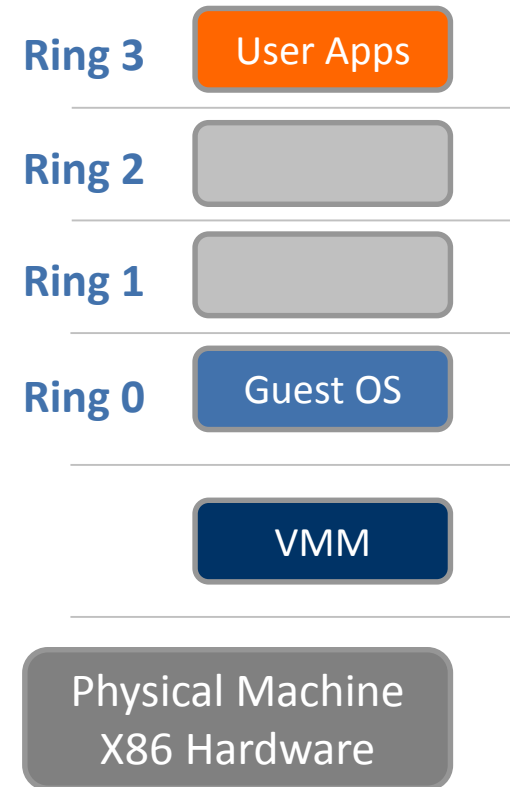 Ring 3
User Apps
Ring 2
Ring 1
Ring 0
Guest OS
VMM
Physical Machine
X86 Hardware